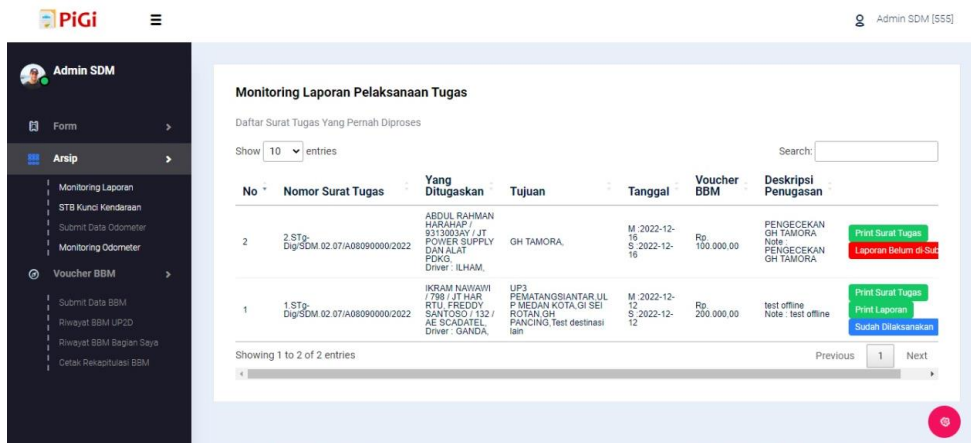 PiGi
Admin SDM [555]
Admin SDM
Form
Arsip
Monitoring Laporan
STB Kunci Kendaraan
Submit Data Odometer
Monitoring Odometer
Voucher BBM
Submit Data BBM
Riwayat BBM UP2D
Riwayat BBM Bagian Saya
Cetak Rekapitulasi BBM
Monitoring Laporan Pelaksanaan Tugas
Daftar Surat Tugas Yang Pernah Diproses
Show 10 entries
Search:
No Nomor Surat Tugas Yang Ditugaskan Tujuan Tanggal Voucher BBM Deskripsi Penugasan
2
2.STg-
Dig/SDM.02.07/A08090000/2022
ABDUL RAHMAN
HARAHAP /
9313003AY / JT
POWER SUPPLY
DAN ALAT
PDKG,
Driver : ILHAM,
GH TAMORA,
M :2022-12-
16
S :2022-12-
16
Rp.
100.000,00
PENGECEKAN
GH TAMORA
Note :
PENGECEKAN
GH TAMORA
Print Surat Tugas
Laporan Belum di-Sub
1
1.STg-
Dig/SDM.02.07/A08090000/2022
IKRAM NAWAWI
/ 798 / JT HAR
RTU, FREDDY
SANTOSO / 132 /
AE SCADATEL,
Driver : GANDA,
UP3
PEMATANGSIANTAR,UL
P MEDAN KOTA,GI SEI
ROTAN,GH
PANCING,Test destinasi
lain
M :2022-12-
12
S :2022-12-
12
Rp.
200.000,00
test offline
Note : test offline
Print Surat Tugas
Print Laporan
Sudah Dilaksanakan
Showing 1 to 2 of 2 entries
Previous 1 Next